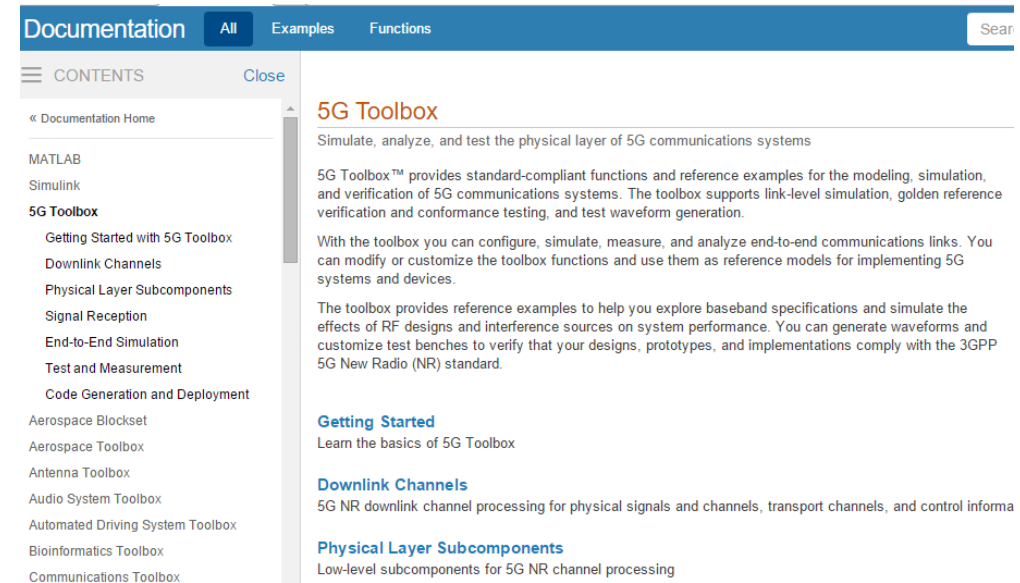 Documentation All Examples Functions
CONTENTS Close
« Documentation Home
MATLAB
Simulink
5G Toolbox
Getting Started with 5G Toolbox
Downlink Channels
Physical Layer Subcomponents
Signal Reception
End-to-End Simulation
Test and Measurement
Code Generation and Deployment
Aerospace Blockset
Aerospace Toolbox
Antenna Toolbox
Audio System Toolbox
Automated Driving System Toolbox
Bioinformatics Toolbox
Communications Toolbox
5G Toolbox
Simulate, analyze, and test the physical layer of 5G communications systems
5G Toolbox™ provides standard-compliant functions and reference examples for the modeling, simulation,
and verification of 5G communications systems. The toolbox supports link-level simulation, golden reference
verification and conformance testing, and test waveform generation.
With the toolbox you can configure, simulate, measure, and analyze end-to-end communications links. You
can modify or customize the toolbox functions and use them as reference models for implementing 5G
systems and devices.
The toolbox provides reference examples to help you explore baseband specifications and simulate the
effects of RF designs and interference sources on system performance. You can generate waveforms and
customize test benches to verify that your designs, prototypes, and implementations comply with the 3GPP
5G New Radio (NR) standard.
Getting Started
Learn the basics of 5G Toolbox
Downlink Channels
5G NR downlink channel processing for physical signals and channels, transport channels, and control informa
Physical Layer Subcomponents
Low-level subcomponents for 5G NR channel processing